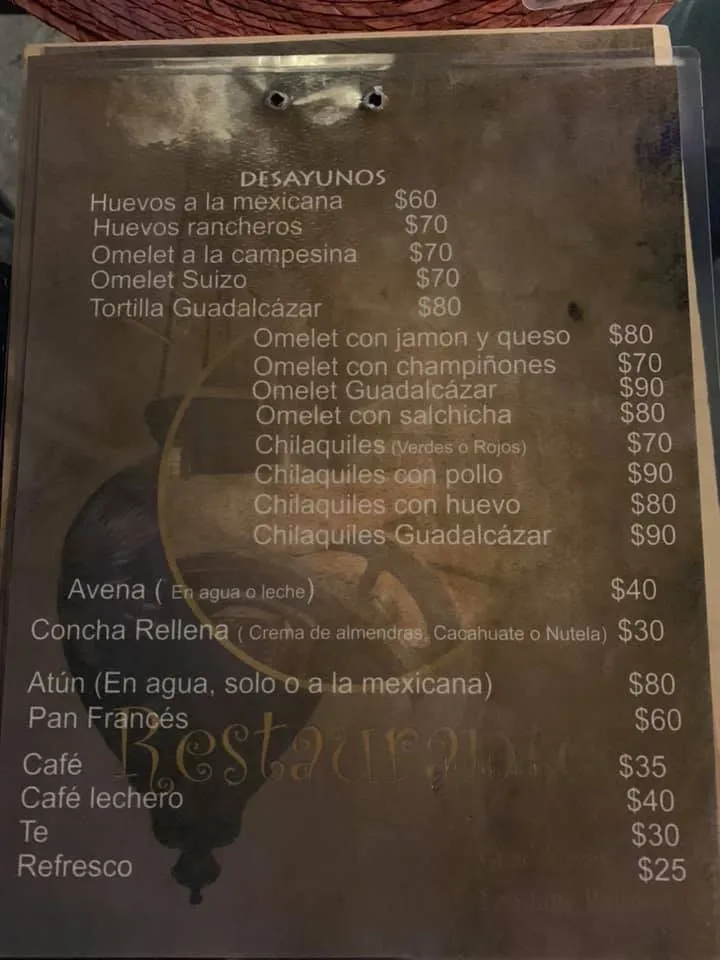 DESAYUNOS
Huevos a la mexicana $60
Huevos rancheros $70
Omelet a la campesina $70
Omelet Suizo $70
Tortilla Guadalcázar $80
Omelet con jamon y queso $80
Omelet con champiñones $70
Omelet Guadalcázar $90
Omelet con salchicha $80
Chilaquiles (Verdes o Rojos) $70
Chilaquiles con pollo $90
Chilaquiles con huevo $80
Chilaquiles Guadalcázar $90
Avena ( En agua o leche) $40
Concha Rellena ( Crema de almendras, Cacahuate o Nutela) $30
Atún (En agua, solo o a la mexicana) $80
Pan Francés $60
Restaurante
Café $35
Café lechero $40
Te $30
Refresco $25